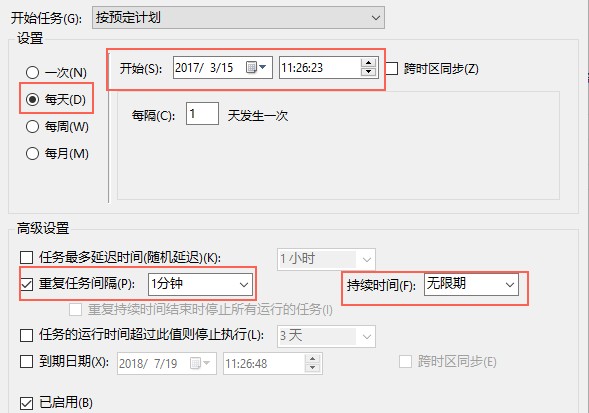 开始任务(G): 按预定计划
设置
一次(N)
每天(D)
每周(W)
每月(M)
开始(S): 2017/ 3/15 11:26:23 跨时区同步(Z)
每隔(C): 1 天发生一次
高级设置
任务最多延迟时间(随机延迟)(K): 1 小时
重复任务间隔(P): 1分钟 持续时间(F): 无限期
重复持续时间结束时停止所有运行的任务(I)
任务的运行时间超过此值则停止执行(L): 3 天
到期日期(X): 2018/ 7/19 11:26:48 跨时区同步(E)
已启用(B)